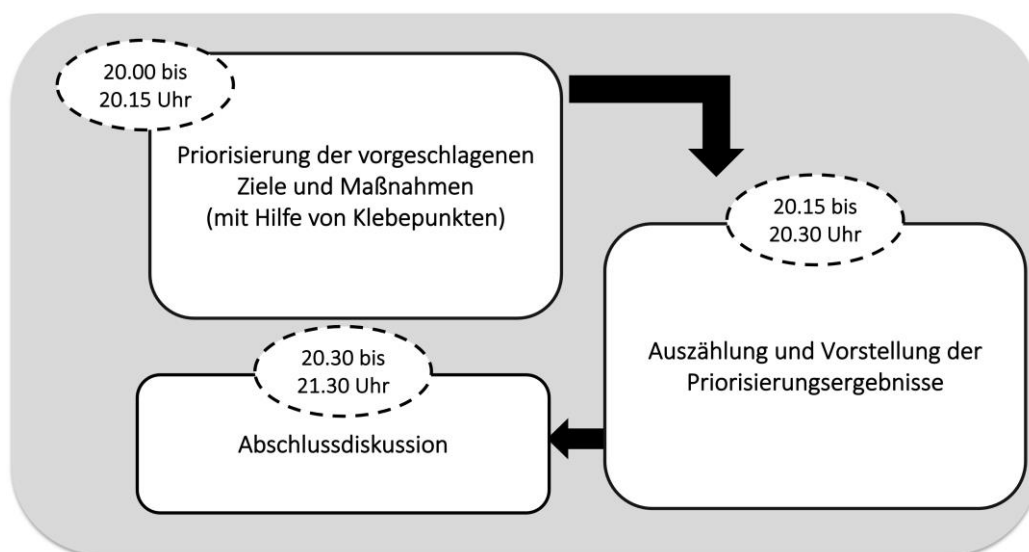 20.00 bis
20.15 Uhr
Priorisierung der vorgeschlagenen
Ziele und Maßnahmen
(mit Hilfe von Klebepunkten)
20.15 bis
20.30 Uhr
Auszählung und Vorstellung der
Priorisierungsergebnisse
20.30 bis
21.30 Uhr
Abschlussdiskussion